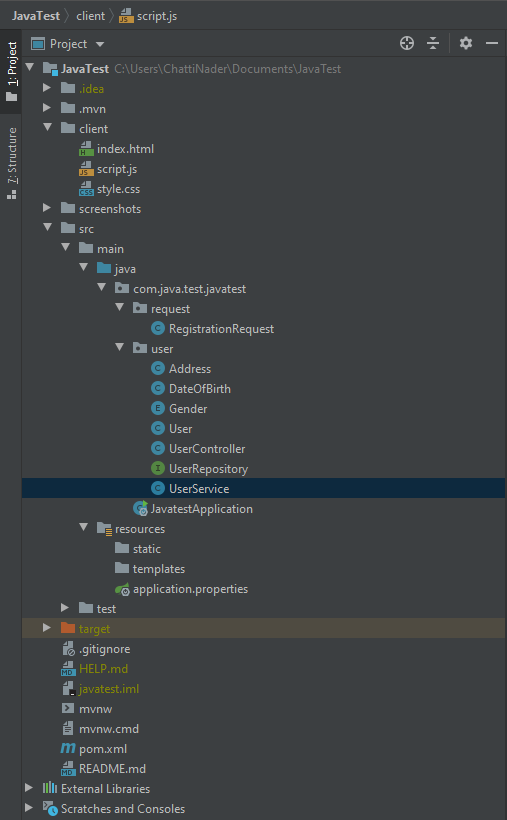 JavaTest client script.js
1: Project
7: Structure
Project
JavaTest C:\Users\ChattiNader\Documents\JavaTest
.idea
.mvn
client
index.html
script.js
style.css
screenshots
src
main
java
com.java.test.javatest
request
RegistrationRequest
user
Address
DateOfBirth
Gender
User
UserController
UserRepository
UserService
JavatestApplication
resources
static
templates
application.properties
test
target
.gitignore
HELP.md
javatest.iml
mvnw
mvnw.cmd
pom.xml
README.md
External Libraries
Scratches and Consoles